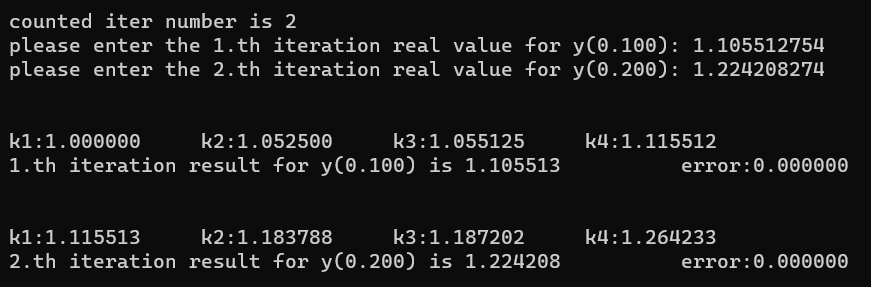 counted iter number is 2
please enter the 1.th iteration real value for y(0.100): 1.105512754
please enter the 2.th iteration real value for y(0.200): 1.224208274
k1:1.000000 k2:1.052500 k3:1.055125 k4:1.115512
1.th iteration result for y(0.100) is 1.105513 error:0.000000
k1:1.115513 k2:1.183788 k3:1.187202 k4:1.264233
2.th iteration result for y(0.200) is 1.224208 error:0.000000